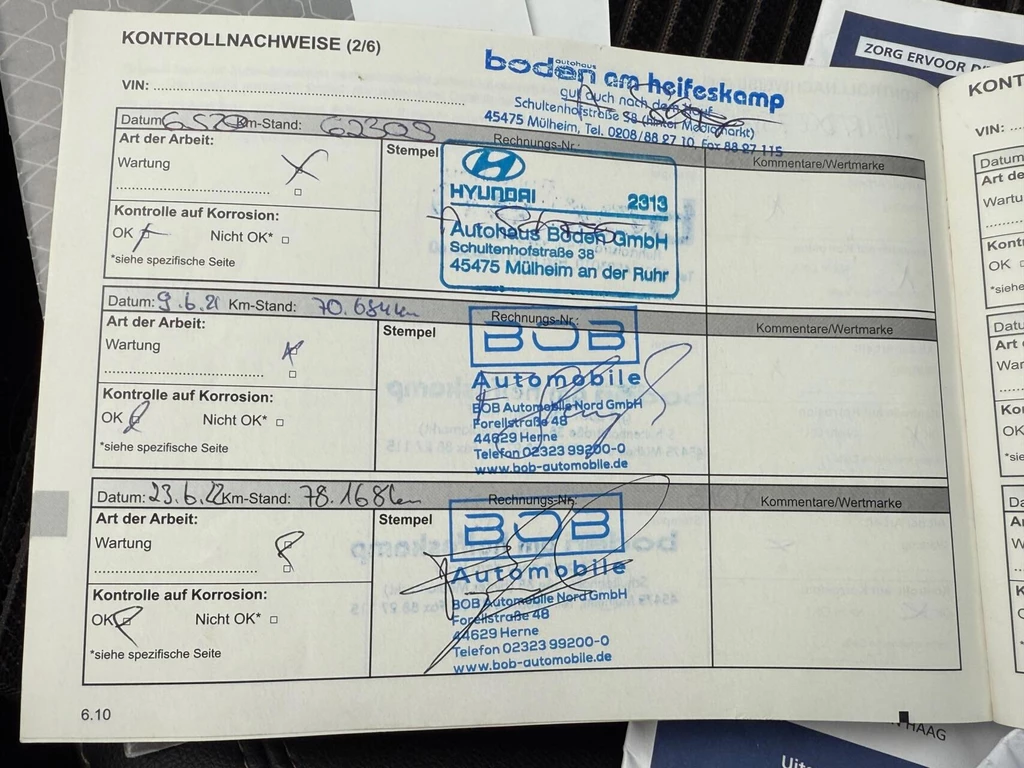 KONTROLLNACHWEISE (2/6)
VIN:
autohaus
boden am heifeskamp
gut auch nach dem Kauf
Schultenhofstraße 38 (hinter Mediamarkt)
45475 Mülheim, Tel. 0208/88 27 10, Fax 88 27 115
Datum: 6.5.20 Km-Stand: 62309 Rechnungs-Nr.: Kommentare/Wertmarke
Art der Arbeit:
Stempel
Wartung
HYUNDAI 2313
Autohaus Boden GmbH
Schultenhofstraße 38
45475 Mülheim an der Ruhr
Kontrolle auf Korrosion:
OK Nicht OK*
*siehe spezifische Seite
Datum: 9.6.21 Km-Stand: 70.684km Rechnungs-Nr.: Kommentare/Wertmarke
Art der Arbeit:
Stempel
Wartung
BOB
Automobile
BOB Automobile Nord GmbH
Forellstraße 48
44629 Herne
Telefon 02323 99200-0
www.bob-automobile.de
Kontrolle auf Korrosion:
OK Nicht OK*
*siehe spezifische Seite
Datum: 23.6.22 Km-Stand: 78.168km Rechnungs-Nr.: Kommentare/Wertmarke
Art der Arbeit:
Stempel
Wartung
BOB
Automobile
BOB Automobile Nord GmbH
Forellstraße 48
44629 Herne
Telefon 02323 99200-0
www.bob-automobile.de
Kontrolle auf Korrosion:
OK Nicht OK*
*siehe spezifische Seite
6.10
ZORG ERVOOR
VIN:
HAAG